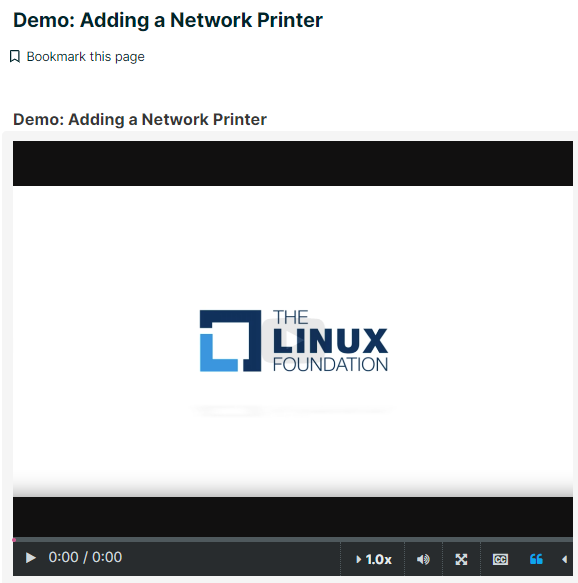 Demo: Adding a Network Printer
Bookmark this page
Demo: Adding a Network Printer
THE
LINUX
FOUNDATION
0:00 / 0:00
1.0x
CC